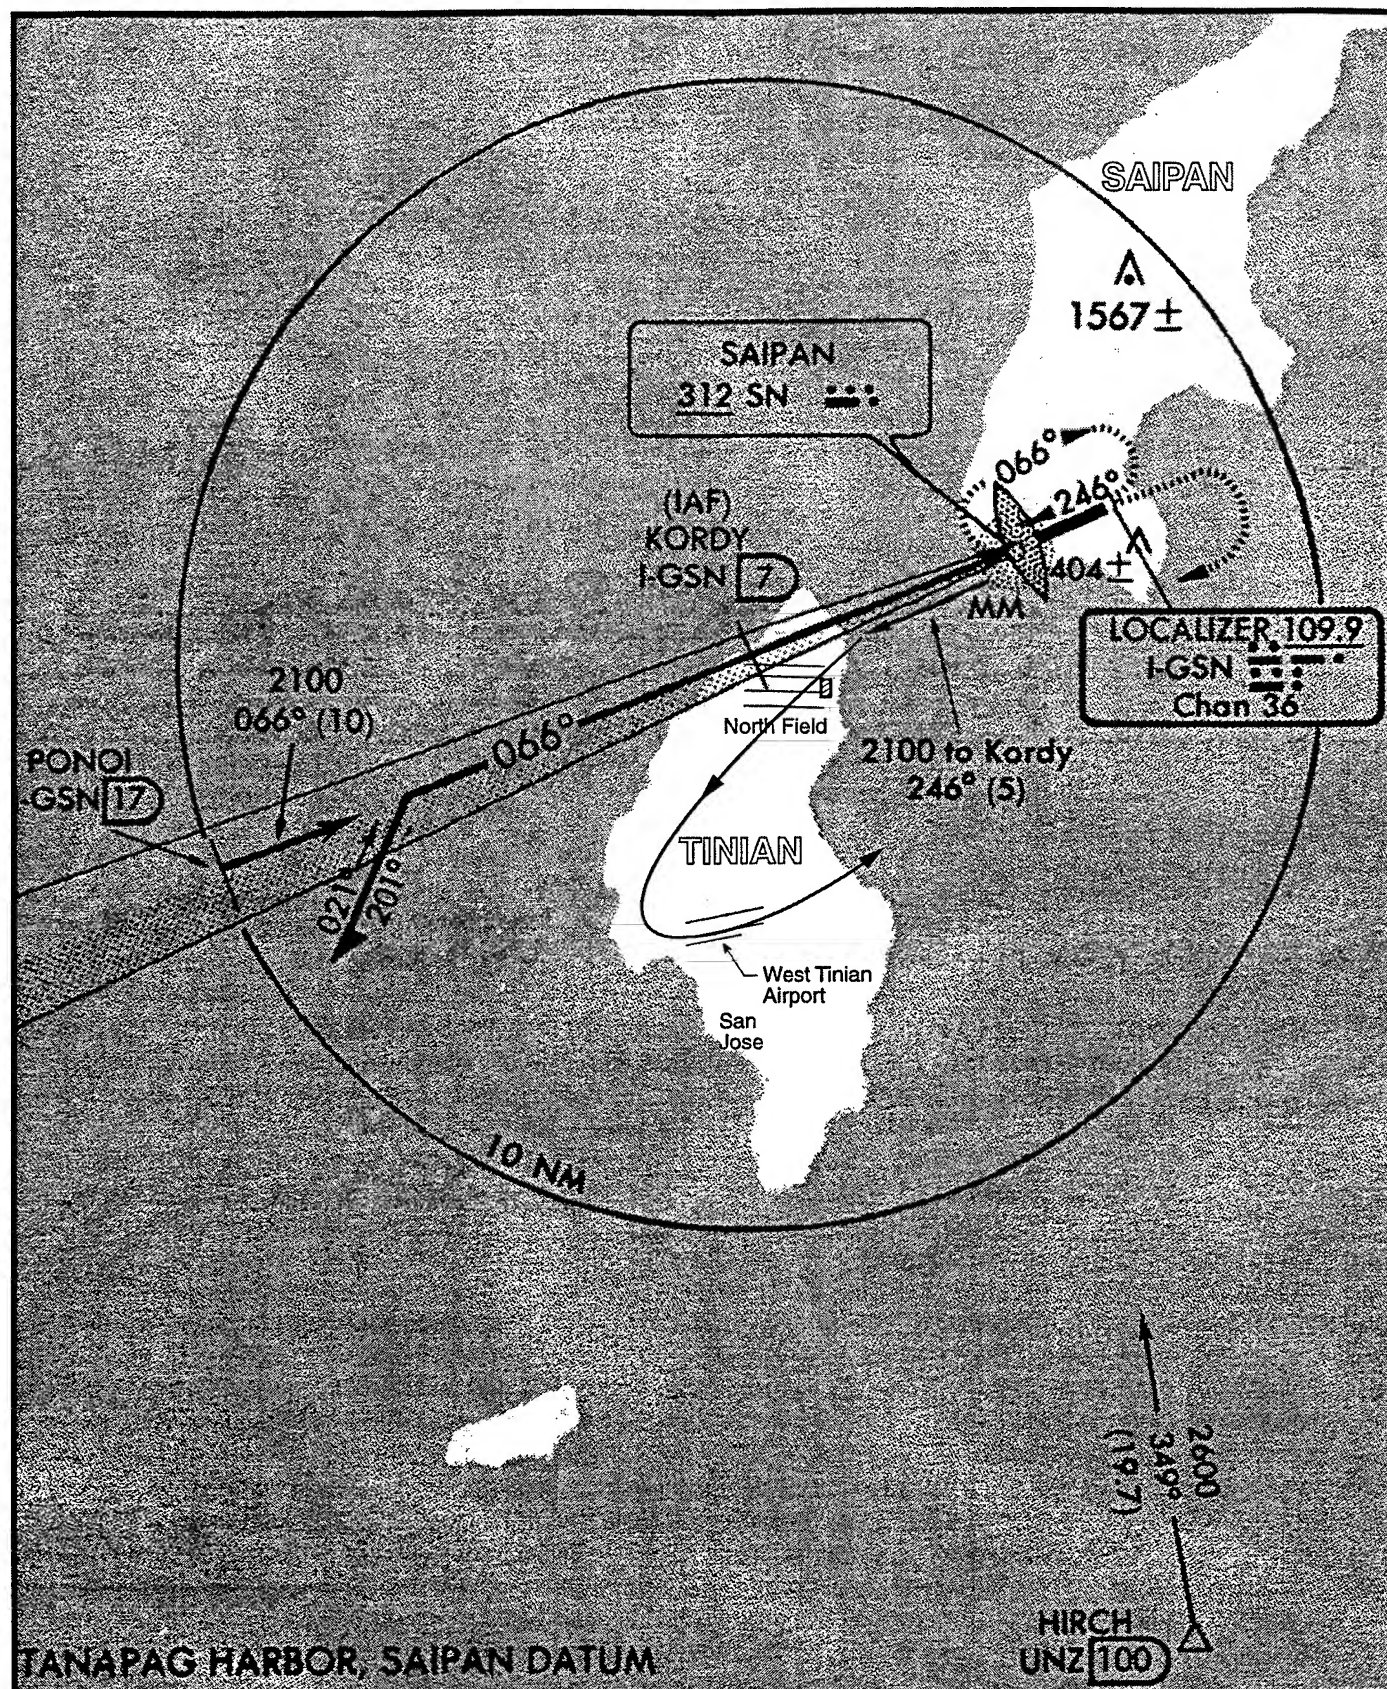 SAIPAN
1567±
SAIPAN
312 SN
066°
246°
(IAF)
KORDY
I-GSN 7
404±
MM
LOCALIZER 109.9
I-GSN
Chan 36
2100
066° (10)
066°
North Field
2100 to Kordy
246° (5)
PONOI
-GSN 17
TINIAN
021°
201°
West Tinian
Airport
San
Jose
10 NM
2600
349°
(19.7)
HIRCH
UNZ 100
TANAPAG HARBOR, SAIPAN DATUM